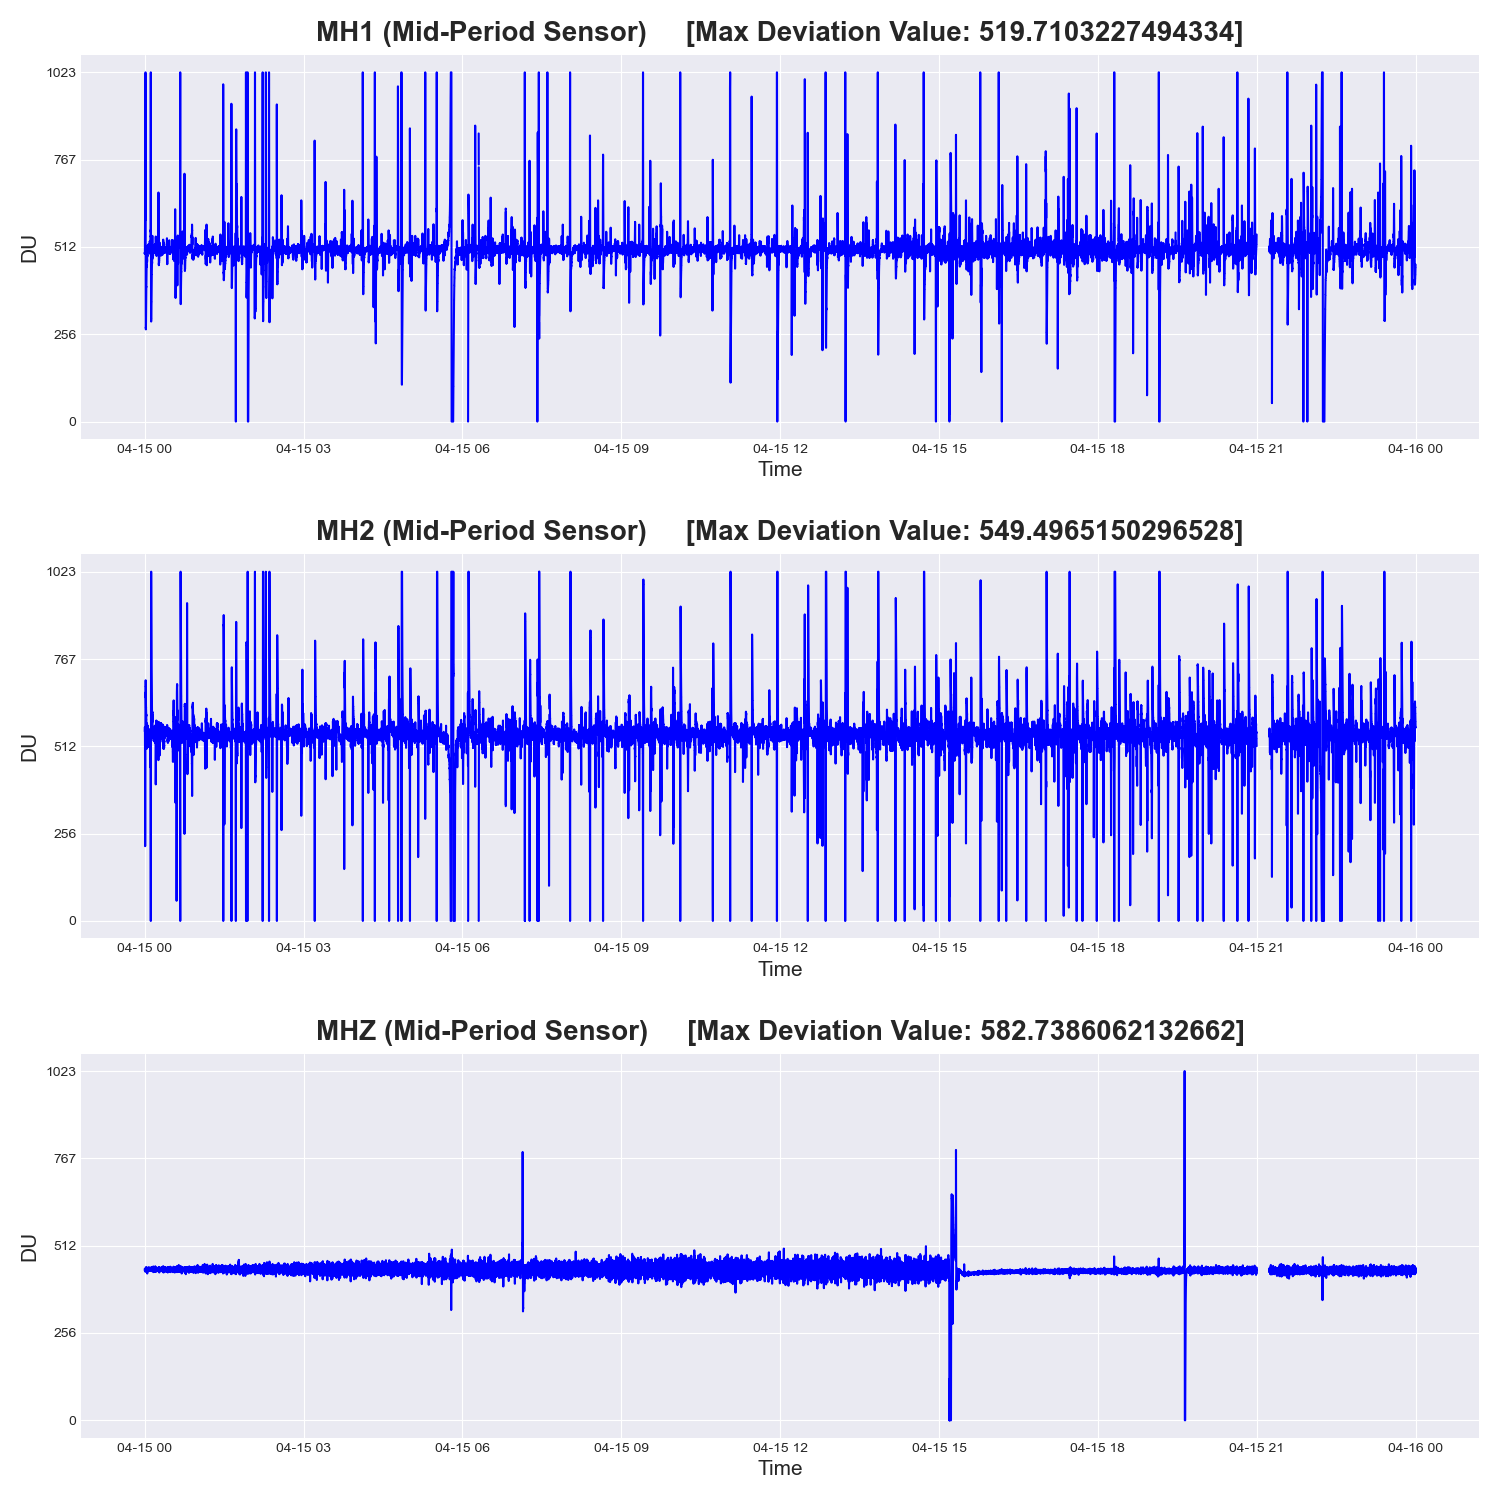 MH1 (Mid-Period Sensor) [Max Deviation Value: 519.7103227494334]
1023
767
512
256
0
DU
04-15 00 04-15 03 04-15 06 04-15 09 04-15 12 04-15 15 04-15 18 04-15 21 04-16 00
Time
MH2 (Mid-Period Sensor) [Max Deviation Value: 549.4965150296528]
1023
767
512
256
0
DU
04-15 00 04-15 03 04-15 06 04-15 09 04-15 12 04-15 15 04-15 18 04-15 21 04-16 00
Time
MHZ (Mid-Period Sensor) [Max Deviation Value: 582.7386062132662]
1023
767
512
256
0
DU
04-15 00 04-15 03 04-15 06 04-15 09 04-15 12 04-15 15 04-15 18 04-15 21 04-16 00
Time